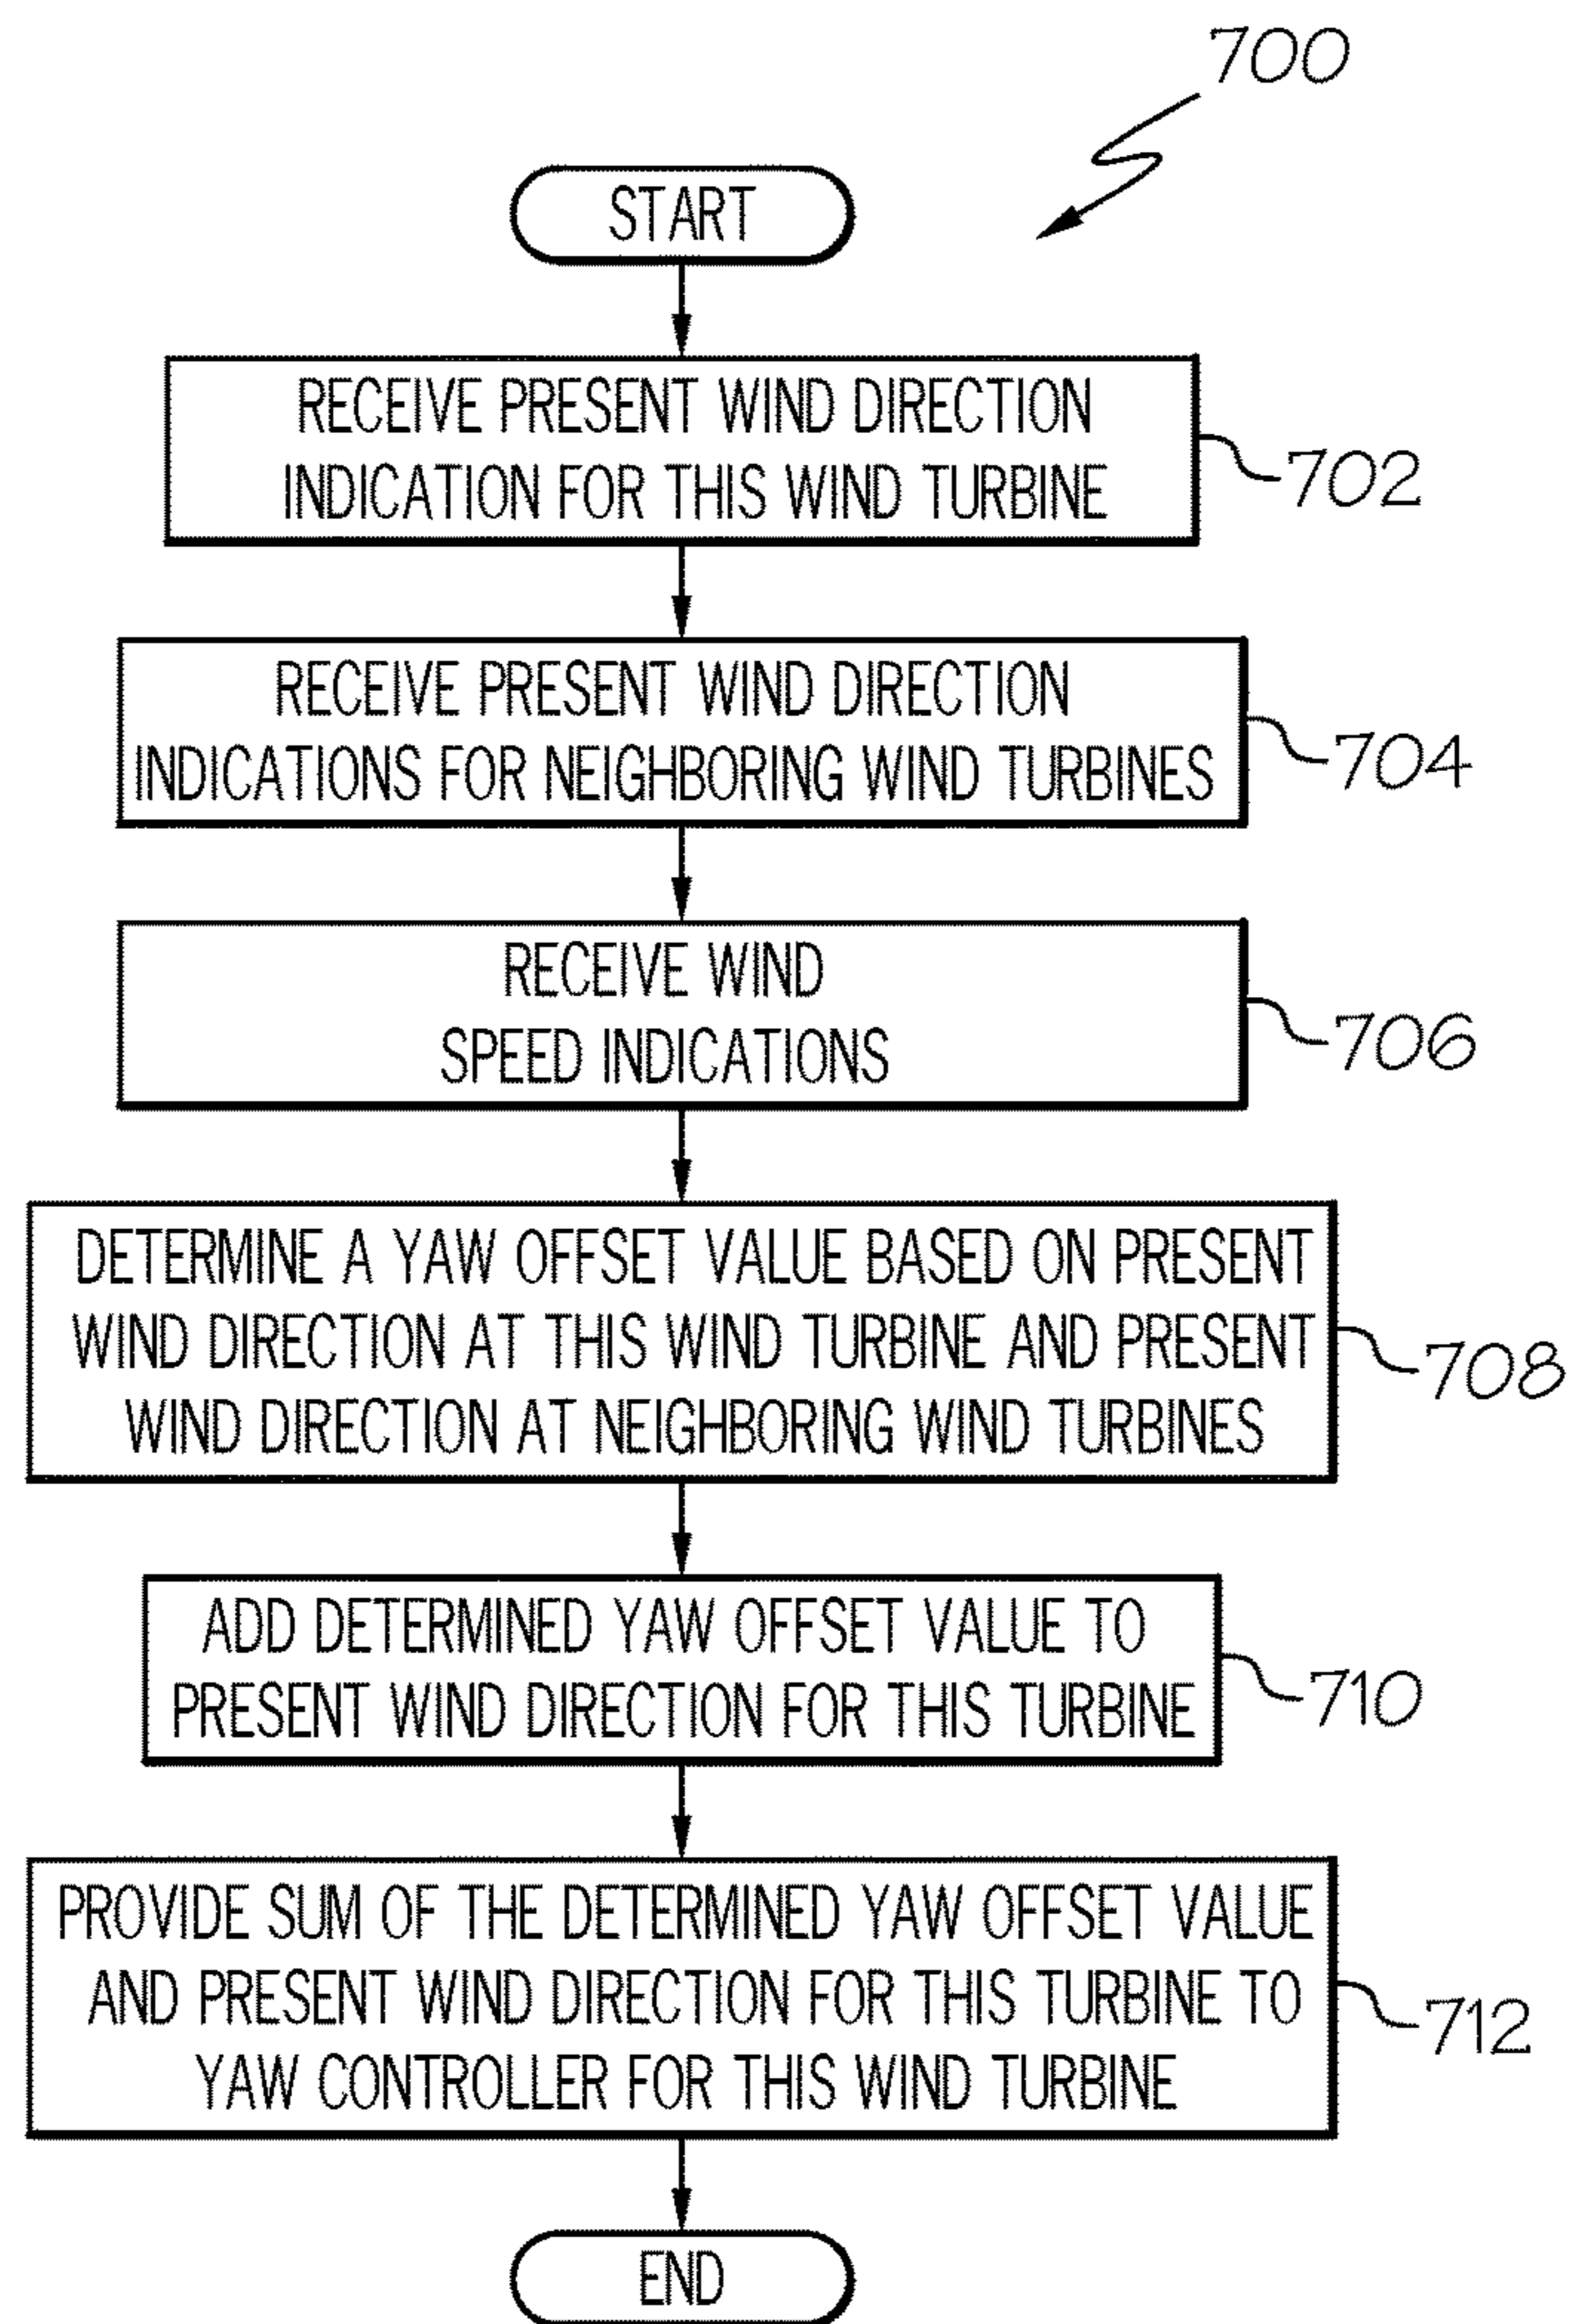 700
START
RECEIVE PRESENT WIND DIRECTION
INDICATION FOR THIS WIND TURBINE
702
RECEIVE PRESENT WIND DIRECTION
INDICATIONS FOR NEIGHBORING WIND TURBINES
704
RECEIVE WIND
SPEED INDICATIONS
706
DETERMINE A YAW OFFSET VALUE BASED ON PRESENT
WIND DIRECTION AT THIS WIND TURBINE AND PRESENT
WIND DIRECTION AT NEIGHBORING WIND TURBINES
708
ADD DETERMINED YAW OFFSET VALUE TO
PRESENT WIND DIRECTION FOR THIS TURBINE
710
PROVIDE SUM OF THE DETERMINED YAW OFFSET VALUE
AND PRESENT WIND DIRECTION FOR THIS TURBINE TO
YAW CONTROLLER FOR THIS WIND TURBINE
712
END